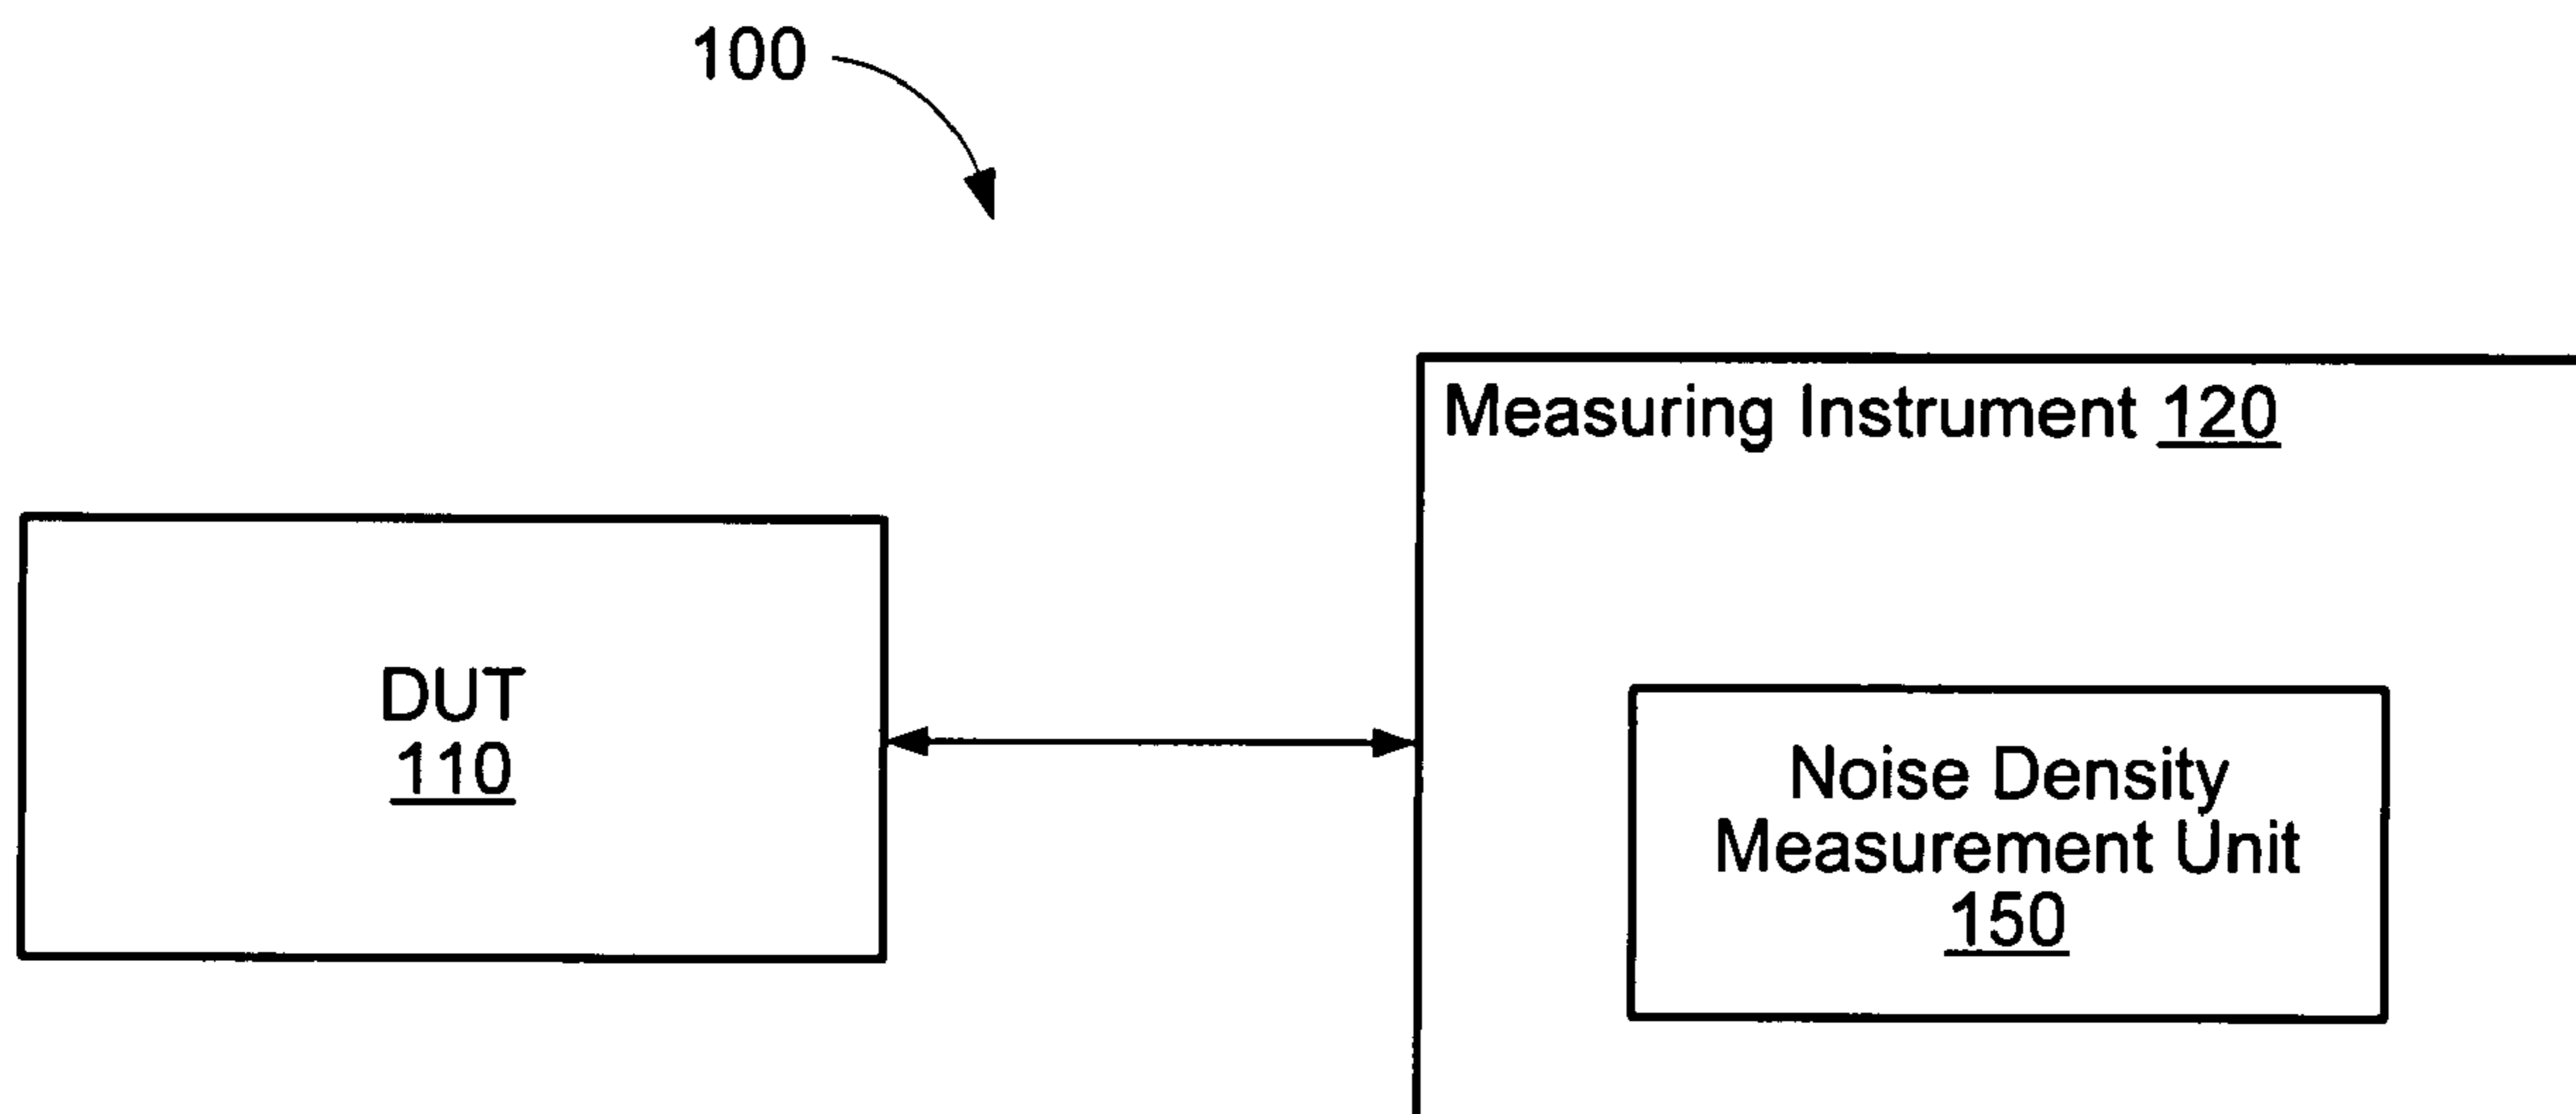 100
Measuring Instrument 120
DUT
110
Noise Density
Measurement Unit
150